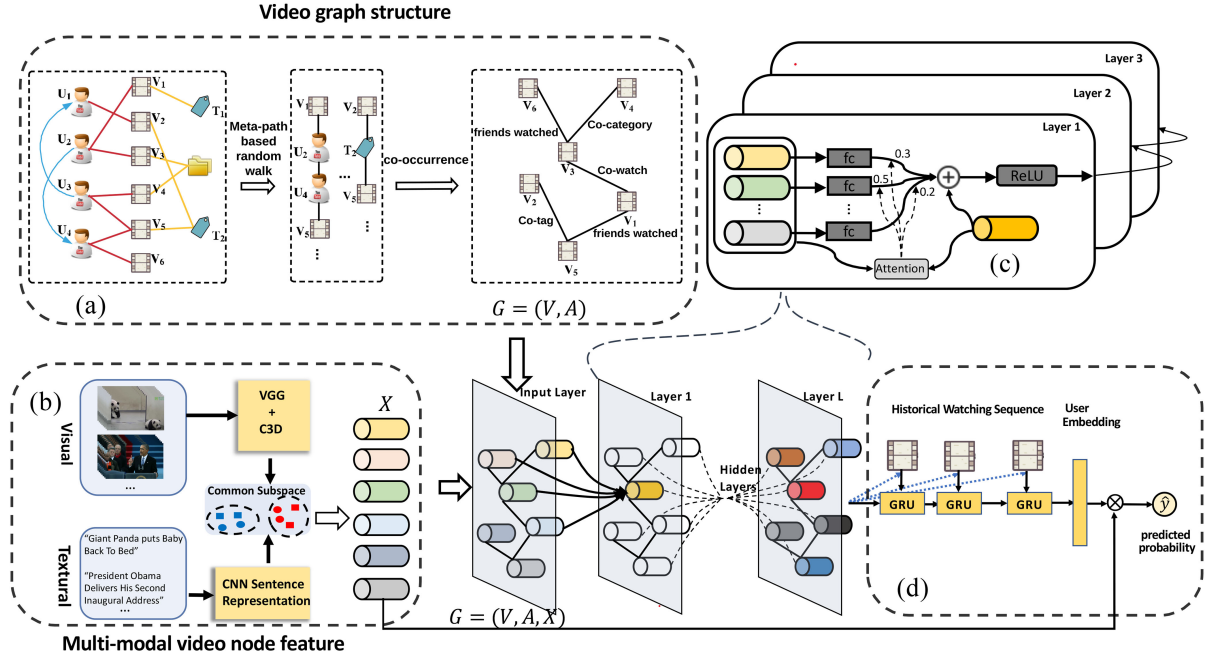 Video graph structure
U1
U2
U3
U4
V1
V2
V3
V4
V5
V6
T1
T2
Meta-path
based
random
walk
V1
U2
U4
V5
⋮
V2
T2
...
V5
⋮
co-occurrence
V6
V4
friends watched
Co-category
V3
Co-watch
V2
Co-tag
V1
friends watched
V5
(a)
G = (V, A)
Layer 3
Layer 2
Layer 1
fc
0.3
fc
0.5
0.2
⋮
⋮
fc
+
ReLU
Attention
(c)
(b)
Visual
...
VGG
+
C3D
Common Subspace
Textural
“Giant Panda puts Baby
Back To Bed”
“President Obama
Delivers His Second
Inaugural Address”
...
CNN Sentence
Representation
X
Multi-modal video node feature
Input Layer
Layer 1
Layer L
Hidden
Layers
G = (V, A, X)
(d)
Historical Watching Sequence
User
Embedding
GRU
GRU
GRU
ŷ
predicted
probability